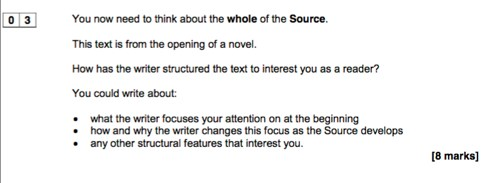 0 3 You now need to think about the whole of the Source.
This text is from the opening of a novel.
How has the writer structured the text to interest you as a reader?
You could write about:
• what the writer focuses your attention on at the beginning
• how and why the writer changes this focus as the Source develops
• any other structural features that interest you.
[8 marks]